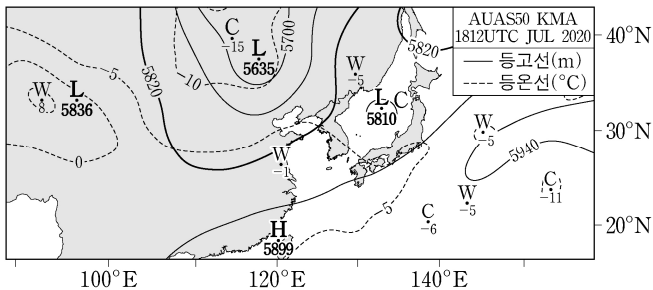 AUAS50 KMA
1812UTC JUL 2020
등고선(m)
등온선(°C)
40°N
30°N
20°N
100°E
120°E
140°E
C
-15
L
5635
5700
5820
-10
-5
W
8
L
5836
0
W
-5
5820
L
C
5810
W
-1
W
-5
5940
C
-11
W
-5
C
-6
-5
H
5899